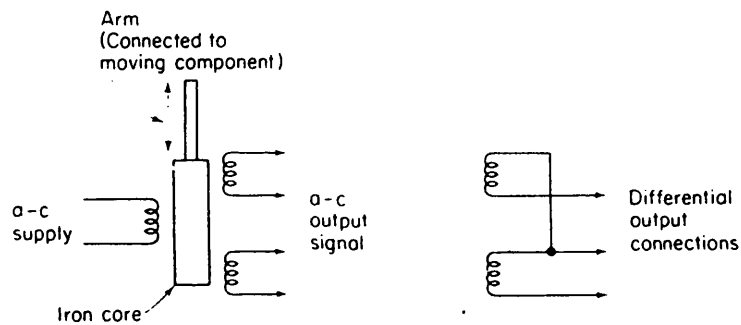 Arm
(Connected to
moving component)
a-c
supply
a-c
output
signal
Differential
output
connections
Iron core